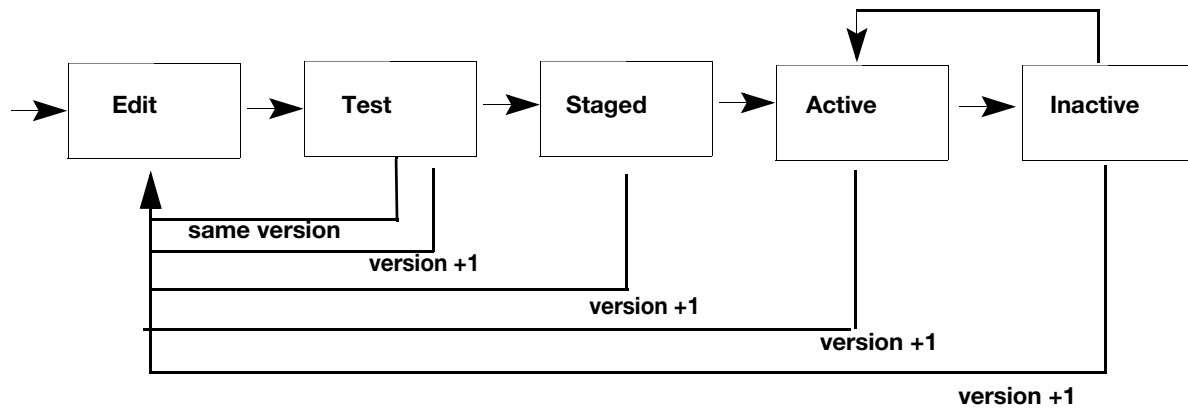 Edit
Test
Staged
Active
Inactive
same version
version +1
version +1
version +1
version +1